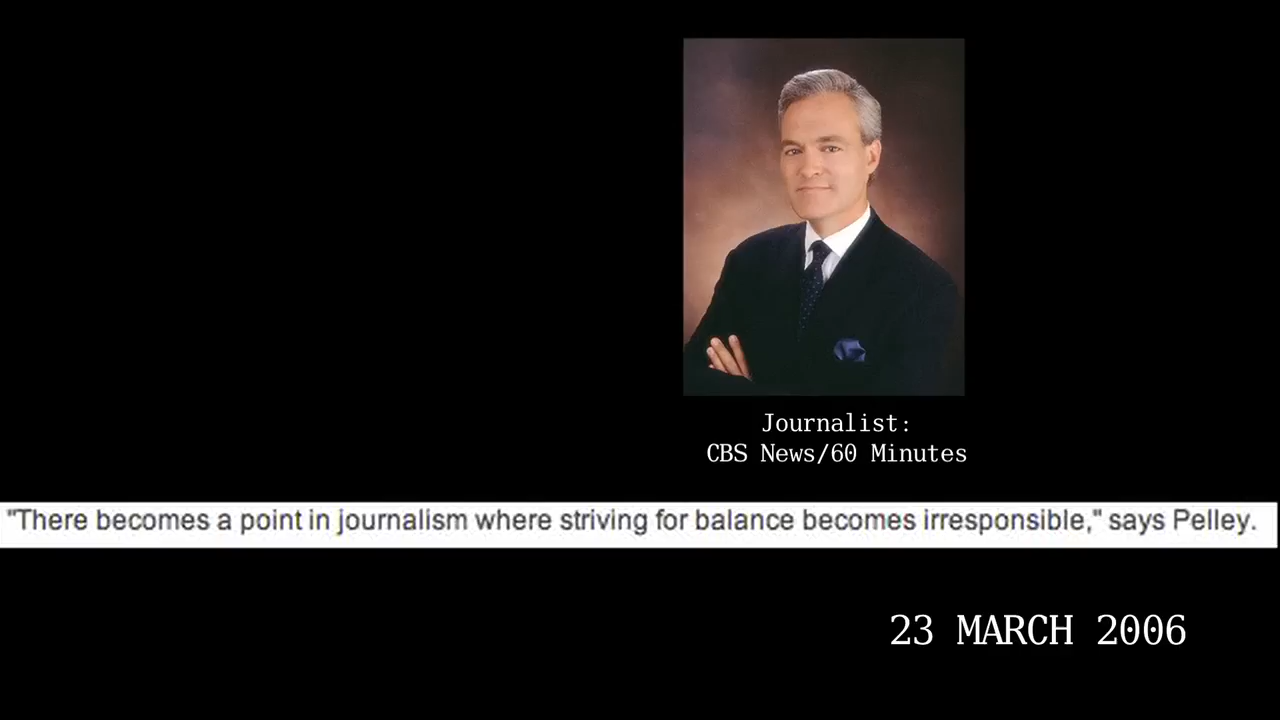 Journalist:
CBS News/60 Minutes
"There becomes a point in journalism where striving for balance becomes irresponsible," says Pelley.
23 MARCH 2006